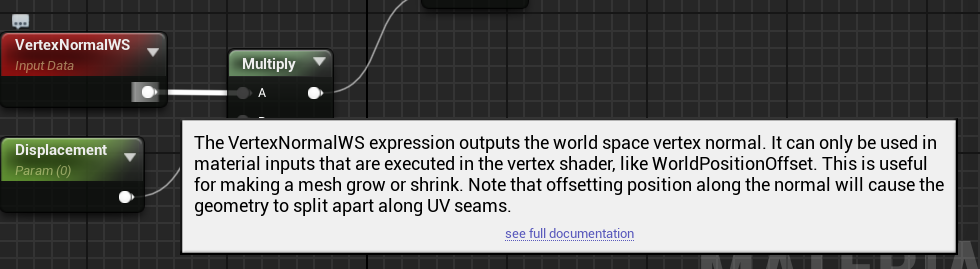 VertexNormalWS
Input Data
Multiply
A
Displacement
Param (0)
The VertexNormalWS expression outputs the world space vertex normal. It can only be used in
material inputs that are executed in the vertex shader, like WorldPositionOffset. This is useful
for making a mesh grow or shrink. Note that offsetting position along the normal will cause the
geometry to split apart along UV seams.
see full documentation